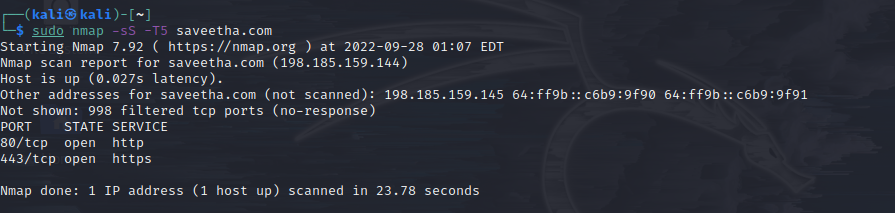 ┌──(kali㉿kali)-[~]
└─$ sudo nmap -sS -T5 saveetha.com
Starting Nmap 7.92 ( https://nmap.org ) at 2022-09-28 01:07 EDT
Nmap scan report for saveetha.com (198.185.159.144)
Host is up (0.027s latency).
Other addresses for saveetha.com (not scanned): 198.185.159.145 64:ff9b::c6b9:9f90 64:ff9b::c6b9:9f91
Not shown: 998 filtered tcp ports (no-response)
PORT    STATE SERVICE
80/tcp  open  http
443/tcp open  https
Nmap done: 1 IP address (1 host up) scanned in 23.78 seconds